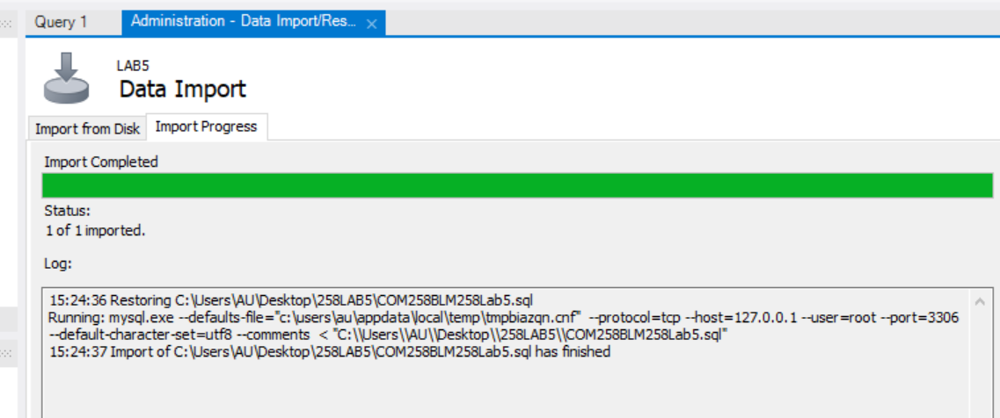 Query 1
Administration - Data Import/Res...
LAB5
Data Import
Import from Disk
Import Progress
Import Completed
Status:
1 of 1 imported.
Log:
15:24:36 Restoring C:\Users\AU\Desktop\258LAB5\COM258BLM258Lab5.sql
Running: mysql.exe --defaults-file="c:\users\au\appdata\local\temp\tmpbiazqn.cnf"  --protocol=tcp --host=127.0.0.1 --user=root --port=3306
--default-character-set=utf8 --comments  < "C:\\Users\\AU\\Desktop\\258LAB5\\COM258BLM258Lab5.sql"
15:24:37 Import of C:\Users\AU\Desktop\258LAB5\COM258BLM258Lab5.sql has finished